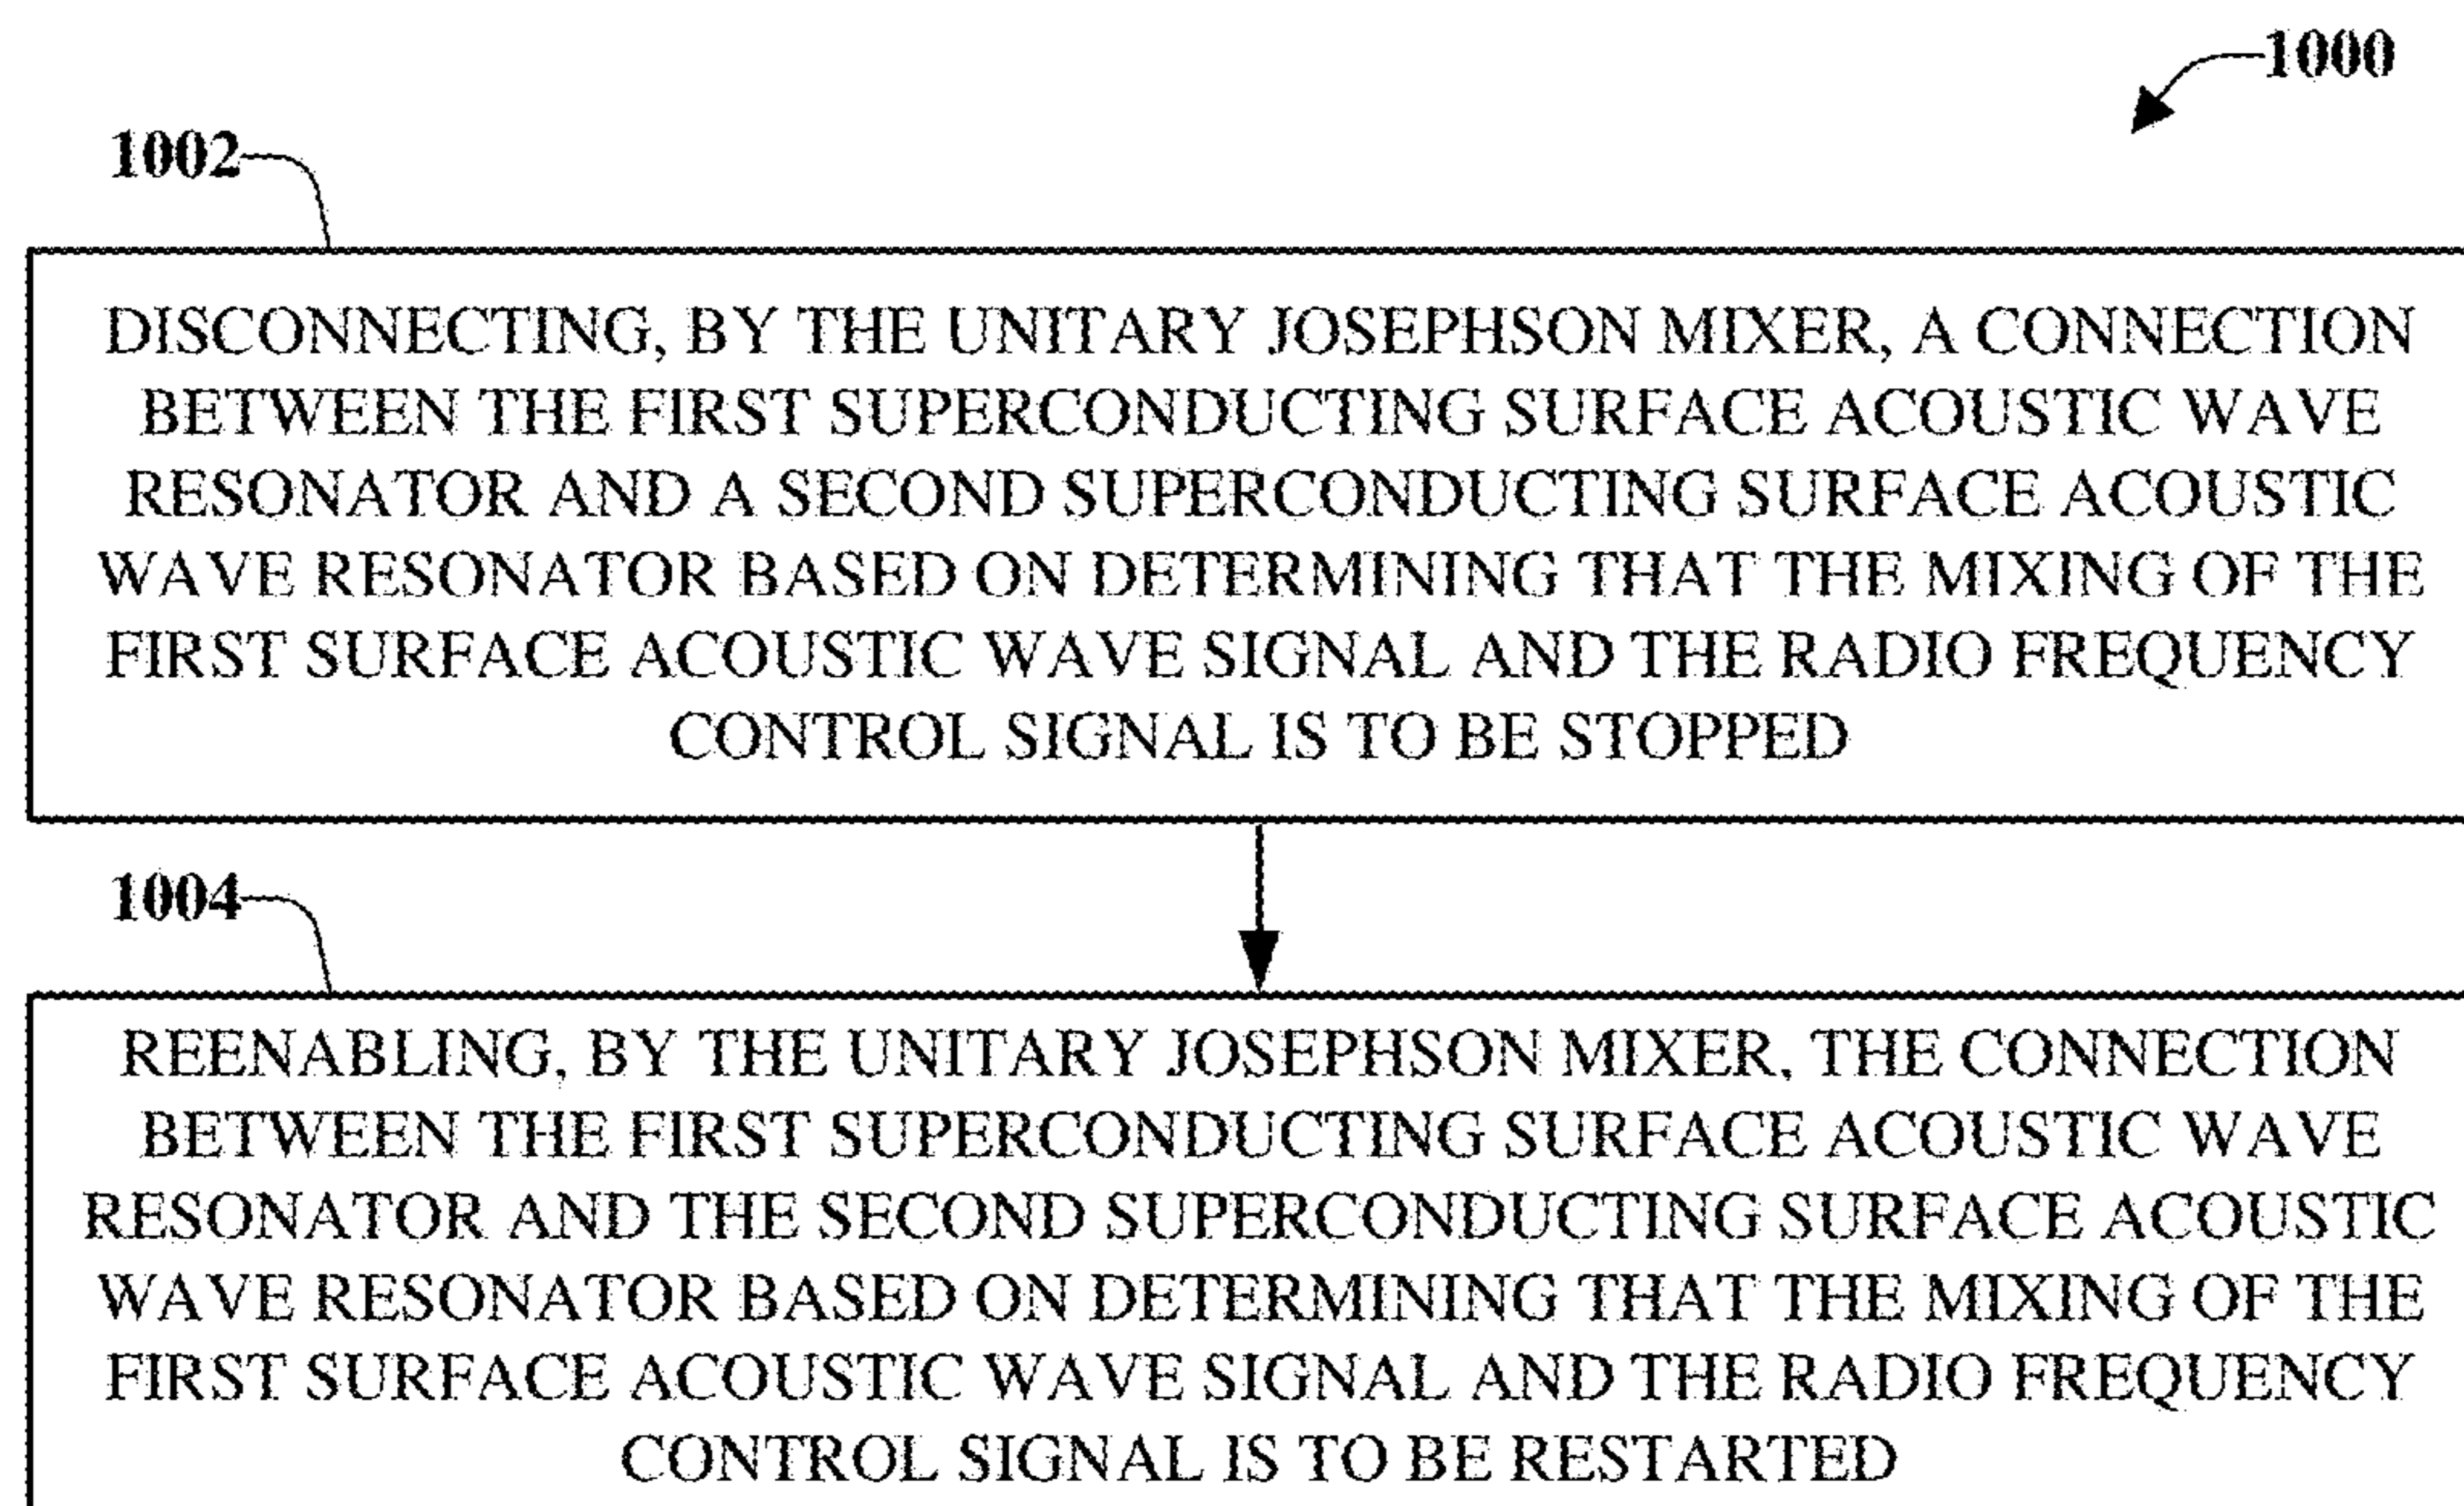 1000
1002
DISCONNECTING, BY THE UNITARY JOSEPHSON MIXER, A CONNECTION
BETWEEN THE FIRST SUPERCONDUCTING SURFACE ACOUSTIC WAVE
RESONATOR AND A SECOND SUPERCONDUCTING SURFACE ACOUSTIC
WAVE RESONATOR BASED ON DETERMINING THAT THE MIXING OF THE
FIRST SURFACE ACOUSTIC WAVE SIGNAL AND THE RADIO FREQUENCY
CONTROL SIGNAL IS TO BE STOPPED
1004
REENABLING, BY THE UNITARY JOSEPHSON MIXER, THE CONNECTION
BETWEEN THE FIRST SUPERCONDUCTING SURFACE ACOUSTIC WAVE
RESONATOR AND THE SECOND SUPERCONDUCTING SURFACE ACOUSTIC
WAVE RESONATOR BASED ON DETERMINING THAT THE MIXING OF THE
FIRST SURFACE ACOUSTIC WAVE SIGNAL AND THE RADIO FREQUENCY
CONTROL SIGNAL IS TO BE RESTARTED